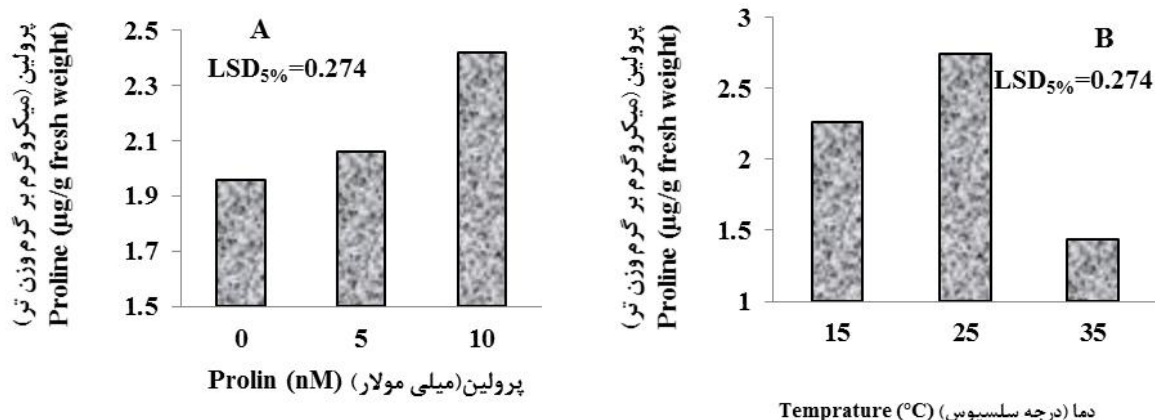 پرولین (میکروگرم بر گرم وزن تر)
Proline (µg/g fresh weight)
2.5
2.3
2.1
1.9
1.7
1.5
A
LSD5%=0.274
0 5 10
Prolin (nM) پرولین(میلی مولار)
پرولین (میکروگرم بر گرم وزن تر)
Proline (µg/g fresh weight)
3
2.5
2
1.5
1
B
LSD5%=0.274
15 25 35
Temprature (°C) دما (درجه سلسیوس)